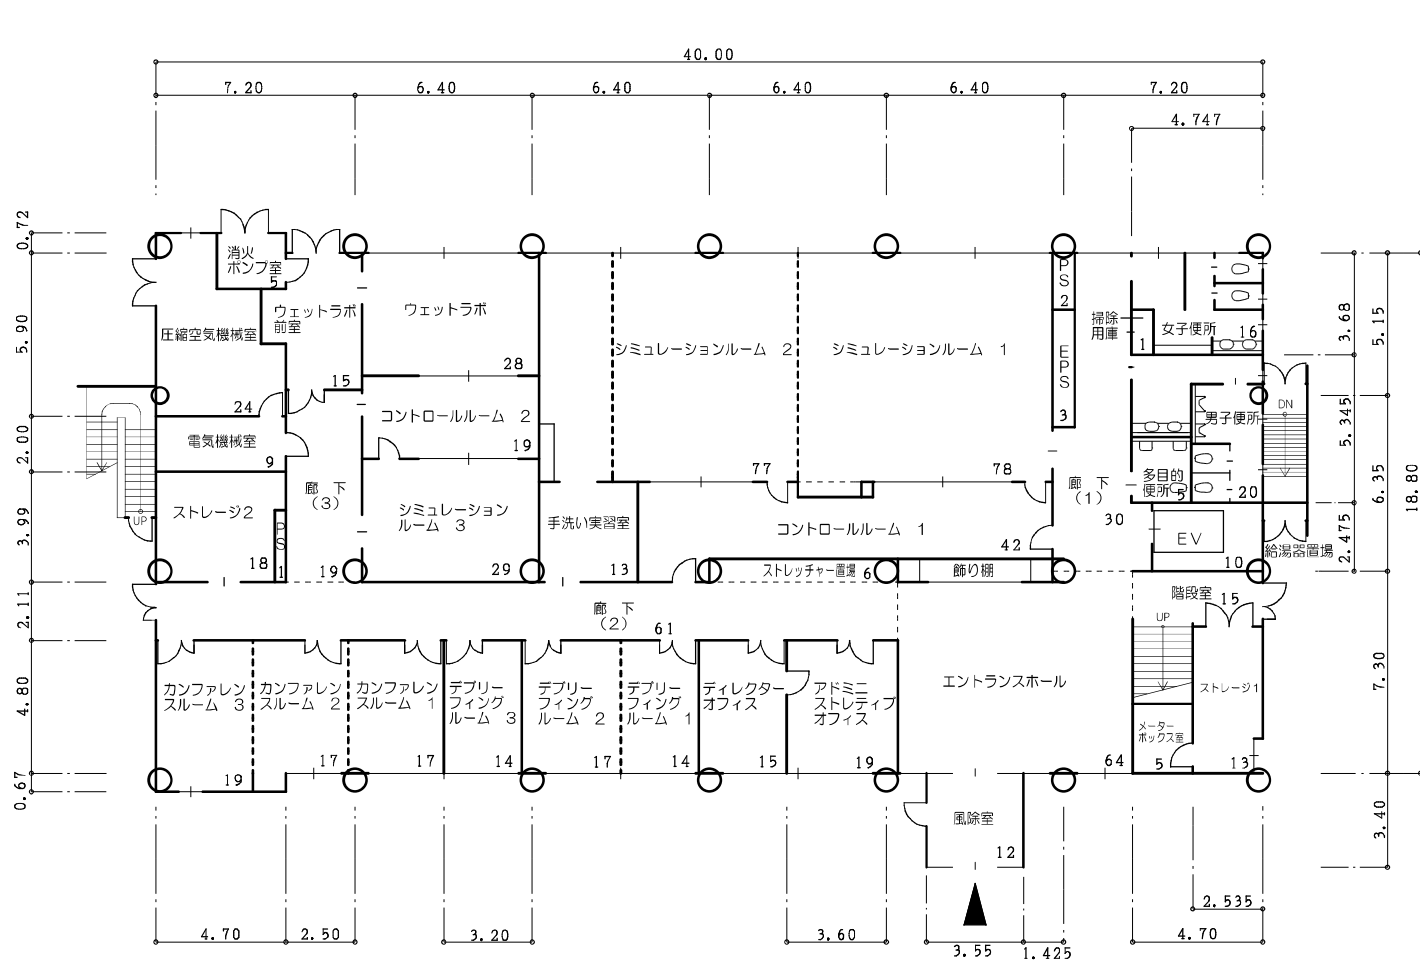 40.00
7.20
6.40
6.40
6.40
6.40
7.20
4.747
0.72
5.90
2.00
3.99
2.11
4.80
0.67
消火
ポンプ室
5
圧縮空気機械室
24
ウェットラボ
前室
15
ウェットラボ
28
シミュレーションルーム 2
77
シミュレーションルーム 1
78
PS
2
EPS
3
掃除
用庫
1
女子便所
16
3.68
5.15
電気機械室
9
コントロールルーム 2
19
男子便所
20
DN
5.345
6.35
18.80
多目的
便所
5
廊 下
(3)
19
シミュレーション
ルーム 3
29
手洗い実習室
13
コントロールルーム 1
42
廊 下
(1)
30
EV
10
給湯器置場
2.475
ストレージ2
18
PS
1
UP
ストレッチャー置場
6
飾り棚
階段室
15
廊 下
(2)
61
UP
カンファレン
スルーム 3
19
カンファレン
スルーム 2
17
カンファレン
スルーム 1
17
デブリー
フィング
ルーム 3
14
デブリー
フィング
ルーム 2
17
デブリー
フィング
ルーム 1
14
ディレクター
オフィス
15
アドミニ
ストレティブ
オフィス
19
エントランスホール
64
ストレージ1
13
メーター
ボックス室
5
7.30
風除室
12
3.40
4.70
2.50
3.20
3.60
3.55
1.425
2.535
4.70